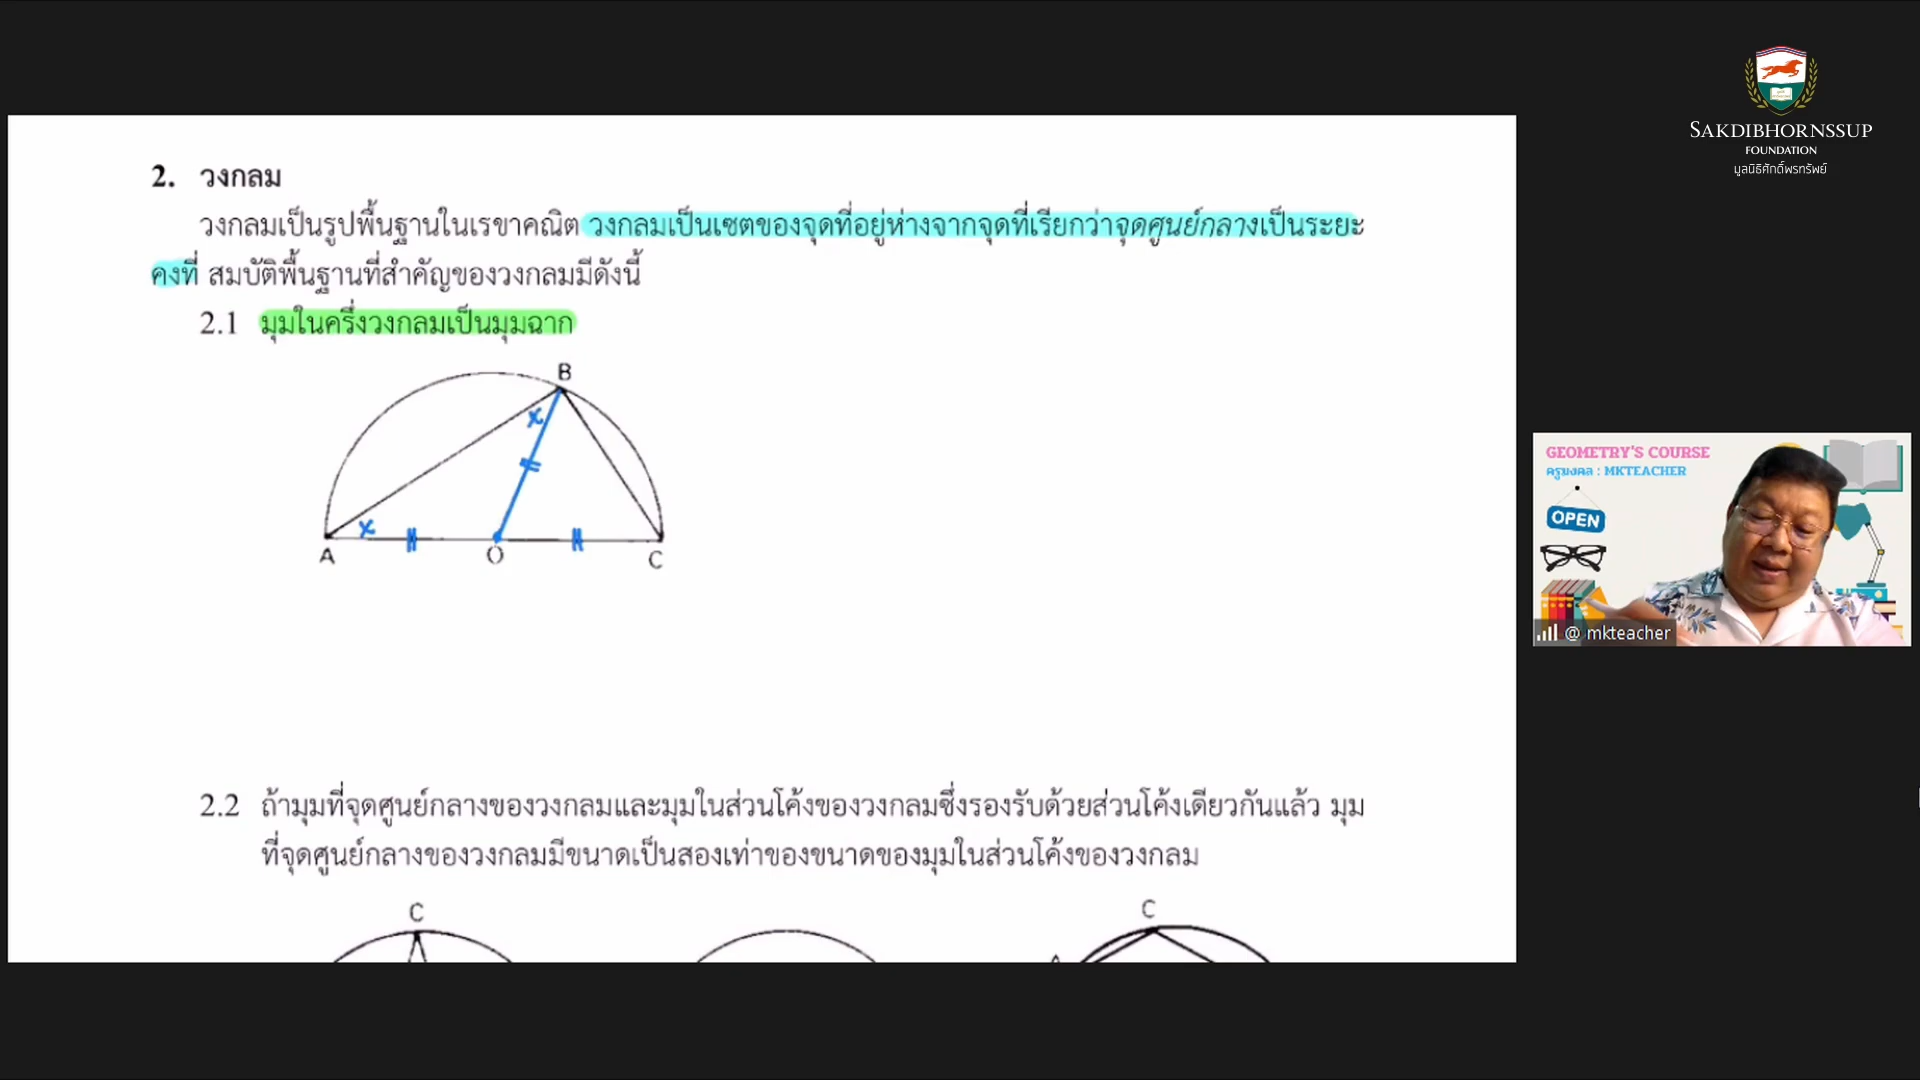 SAKDIBHORNSSUP
FOUNDATION
มูลนิธิศักดิ์พรทรัพย์
2. วงกลม
วงกลมเป็นรูปพื้นฐานในเรขาคณิต วงกลมเป็นเซตของจุดที่อยู่ห่างจากจุดที่เรียกว่าจุดศูนย์กลางเป็นระยะ
คงที่ สมบัติพื้นฐานที่สำคัญของวงกลมมีดังนี้
2.1 มุมในครึ่งวงกลมเป็นมุมฉาก
B
x
x
A O C
GEOMETRY'S COURSE
ครูมงคล : MKTEACHER
OPEN
@ mkteacher
2.2 ถ้ามุมที่จุดศูนย์กลางของวงกลมและมุมในส่วนโค้งของวงกลมซึ่งรองรับด้วยส่วนโค้งเดียวกันแล้ว มุม
ที่จุดศูนย์กลางของวงกลมมีขนาดเป็นสองเท่าของขนาดของมุมในส่วนโค้งของวงกลม
C C